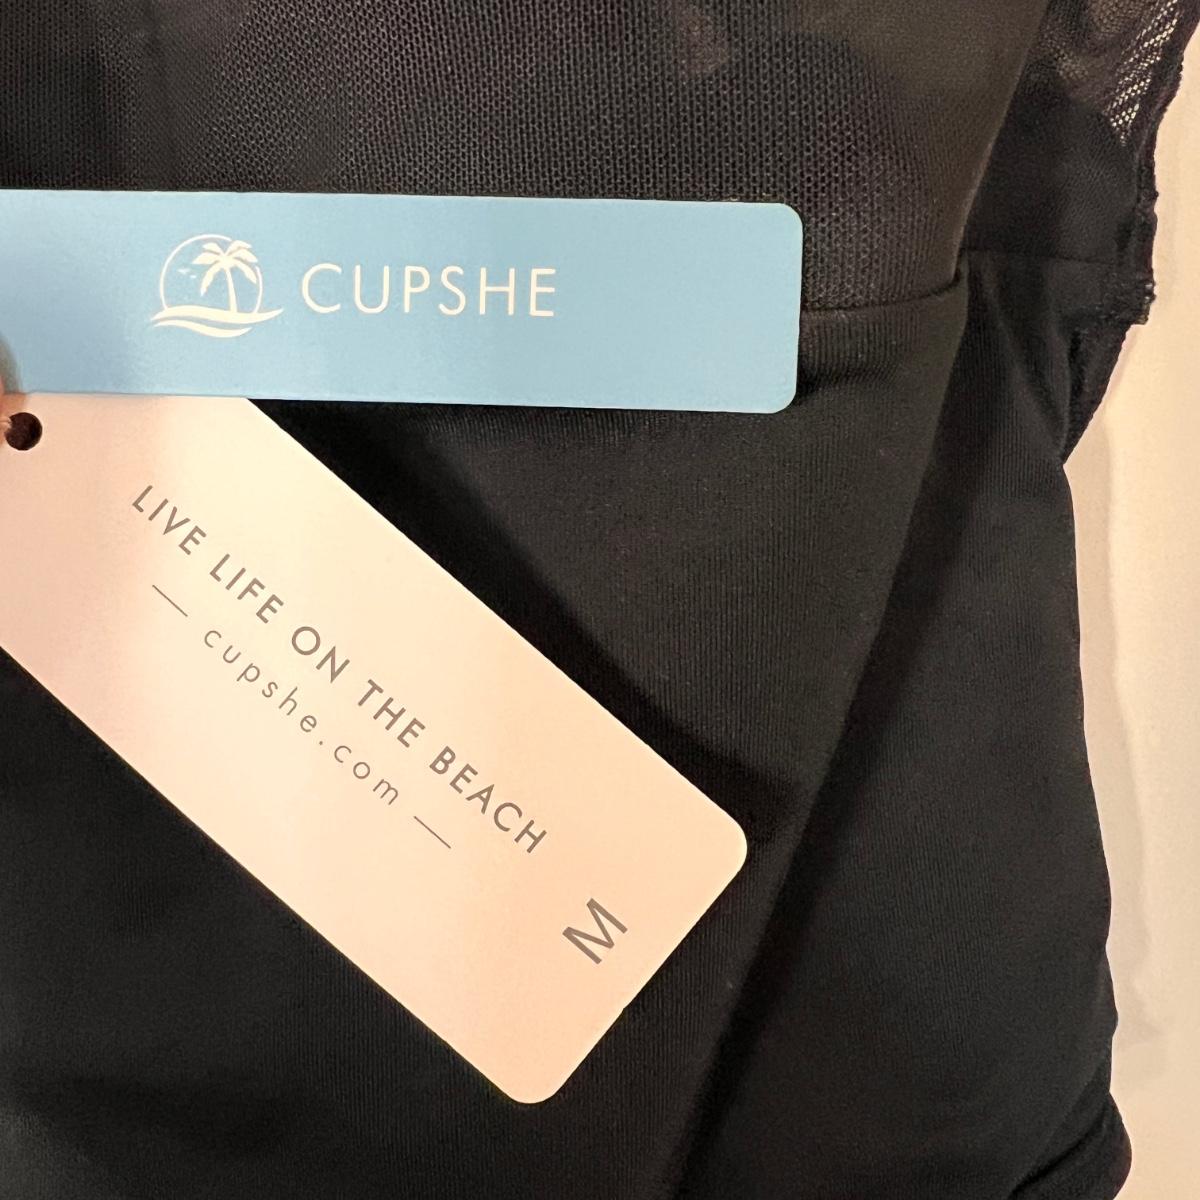 CUPSHE
LIVE LIFE ON THE BEACH
— cupshe.com —
M